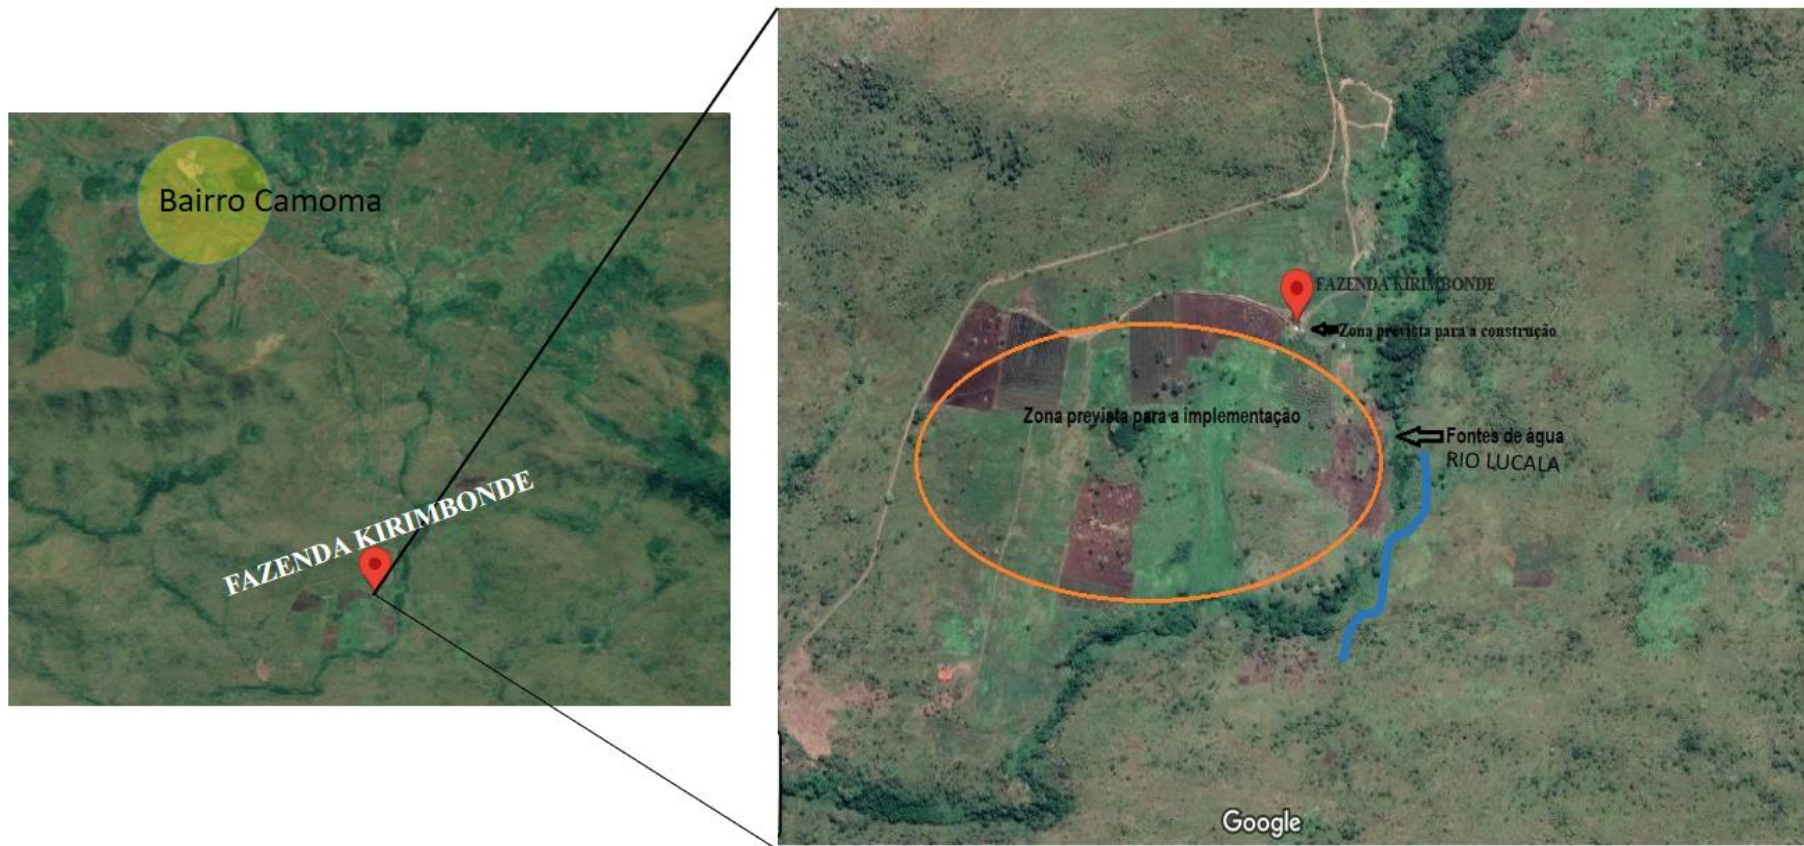 Bairro Camoma
FAZENDA KIRIMBONDE
FAZENDA KIRIMBONDE
Zona prevista para a construção
Zona prevista para a implementação
Fontes de água
RIO LUCALA
Google